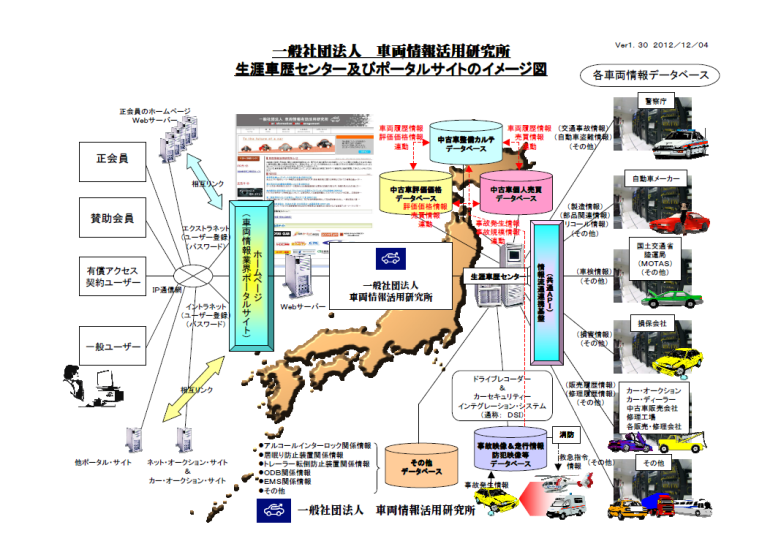 Ver1. 30 2012／12／04
一般社団法人 車両情報活用研究所
生涯車歴センター及びポータルサイトのイメージ図
各車両情報データベース
正会員のホームページ
Webサーバー
正会員
賛助会員
有償アクセス
契約ユーザー
一般ユーザー
相互リンク
エクストラネット
(ユーザー登録)
(パスワード)
IP通信網
イントラネット
(ユーザー登録)
(パスワード)
相互リンク
他ポータル・サイト
ネット・オークション・サイト
&
カー・オークション・サイト
一般社団法人 車両情報活用研究所
ホームページ
(車両情報業界ポータルサイト)
Webサーバー
一般社団法人
車両情報活用研究所
車両履歴情報
評価価格情報
連動
中古車整備カルテ
データベース
車両履歴情報
売買情報
連動
中古車評価価格
データベース
中古車個人売買
データベース
評価価格情報
売買情報
連動
事故発生情報
事故現場情報
連動
生涯車歴センター
(共通API)
情報流通連携基盤
警察庁
(交通事故情報)
(自動車盗難情報)
(その他)
自動車メーカー
(製造情報)
(部品関連情報)
(リコール情報)
(その他)
国土交通省
陸運局
(MOTAS)
(その他)
(車検情報)
(その他)
損保会社
(損害情報)
(その他)
カー・オークション
カー・ディーラー
中古車販売会社
修理工場
各販売・修理会社
(販売履歴情報)
(修理履歴情報)
(その他)
その他
(その他)
ドライブレコーダー
&
カーセキュリティー
インテグレーション・システム
(通称: DSI)
事故映像&走行情報
防犯映像等
データベース
消防
救急指令
情報
事故発生情報
●アルコールインターロック関係情報
●居眠り防止装置関係情報
●トレーラー転倒防止装置関係情報
●ODB関係情報
●EMS関係情報
●その他
その他
データベース
一般社団法人 車両情報活用研究所